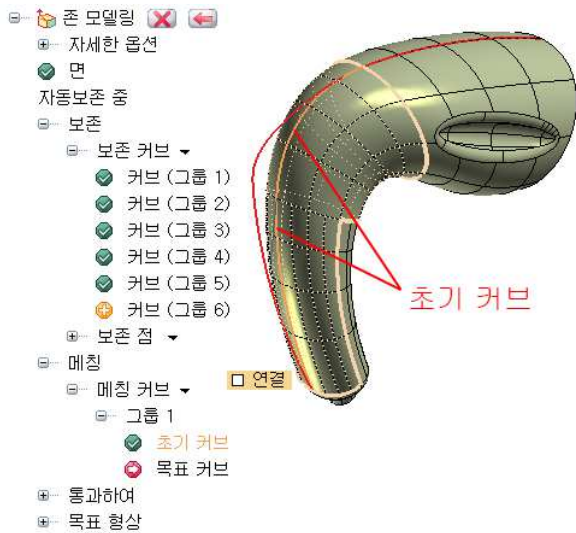 존 모델링
자세한 옵션
면
자동보존 중
보존
보존 커브
커브 (그룹 1)
커브 (그룹 2)
커브 (그룹 3)
커브 (그룹 4)
커브 (그룹 5)
커브 (그룹 6)
보존 점
메칭
메칭 커브
그룹 1
초기 커브
목표 커브
통과하여
목표 형상
연결
초기 커브